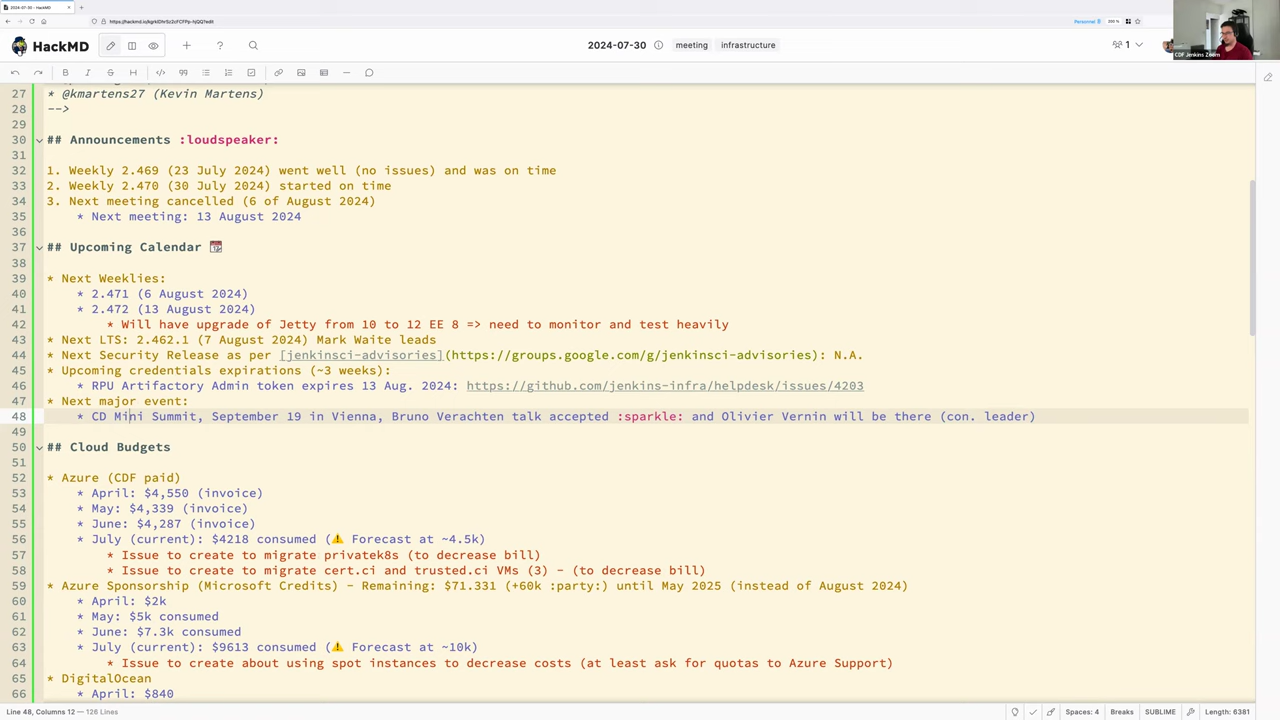 2024-07-30 - HackMD
https://hackmd.io/
Personnel
200 %
HackMD
2024-07-30
meeting
infrastructure
1
CDF Jenkins Zoom
27 * @kmartens27 (Kevin Martens)
28 -->
29
30 ## Announcements :loudspeaker:
31
32 1. Weekly 2.469 (23 July 2024) went well (no issues) and was on time
33 2. Weekly 2.470 (30 July 2024) started on time
34 3. Next meeting cancelled (6 of August 2024)
35 * Next meeting: 13 August 2024
36
37 ## Upcoming Calendar 📆
38
39 * Next Weeklies:
40 * 2.471 (6 August 2024)
41 * 2.472 (13 August 2024)
42 * Will have upgrade of Jetty from 10 to 12 EE 8 => need to monitor and test heavily
43 * Next LTS: 2.462.1 (7 August 2024) Mark Waite leads
44 * Next Security Release as per [jenkinsci-advisories](https://groups.google.com/g/jenkinsci-advisories): N.A.
45 * Upcoming credentials expirations (~3 weeks):
46 * RPU Artifactory Admin token expires 13 Aug. 2024: https://github.com/jenkins-infra/helpdesk/issues/4203
47 * Next major event:
48 * CD Mini Summit, September 19 in Vienna, Bruno Verachten talk accepted :sparkle: and Olivier Vernin will be there (con. leader)
49
50 ## Cloud Budgets
51
52 * Azure (CDF paid)
53 * April: $4,550 (invoice)
54 * May: $4,339 (invoice)
55 * June: $4,287 (invoice)
56 * July (current): $4218 consumed (⚠️ Forecast at ~4.5k)
57 * Issue to create to migrate privatek8s (to decrease bill)
58 * Issue to create to migrate cert.ci and trusted.ci VMs (3) - (to decrease bill)
59 * Azure Sponsorship (Microsoft Credits) - Remaining: $71.331 (+60k :party:) until May 2025 (instead of August 2024)
60 * April: $2k
61 * May: $5k consumed
62 * June: $7.3k consumed
63 * July (current): $9613 consumed (⚠️ Forecast at ~10k)
64 * Issue to create about using spot instances to decrease costs (at least ask for quotas to Azure Support)
65 * DigitalOcean
66 * April: $840
Line 48, Columns 12 — 126 Lines
Spaces: 4
Breaks
SUBLIME
Length: 6381